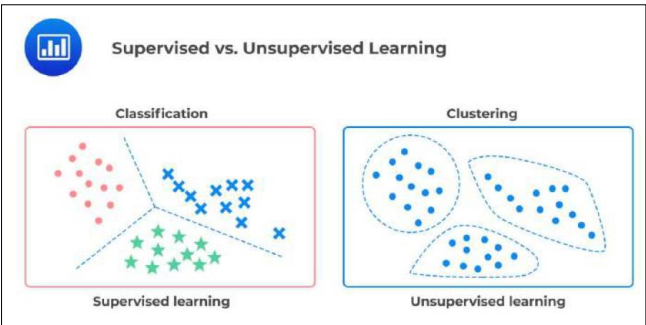 Supervised vs. Unsupervised Learning
Classification
Clustering
Supervised learning
Unsupervised learning